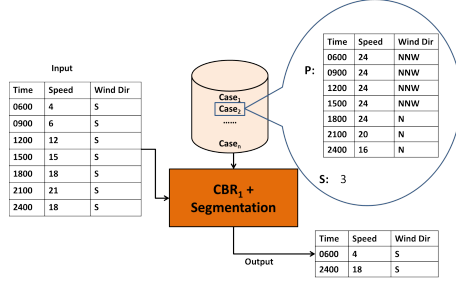 Input
Time Speed Wind Dir
0600 4 S
0900 6 S
1200 12 S
1500 15 S
1800 18 S
2100 21 S
2400 18 S
Case1
Case2
......
Casen
CBR1 +
Segmentation
P:
Time Speed Wind Dir
0600 24 NNW
0900 24 NNW
1200 24 NNW
1500 24 NNW
1800 24 N
2100 20 N
2400 16 N
S: 3
Output
Time Speed Wind Dir
0600 4 S
2400 18 S